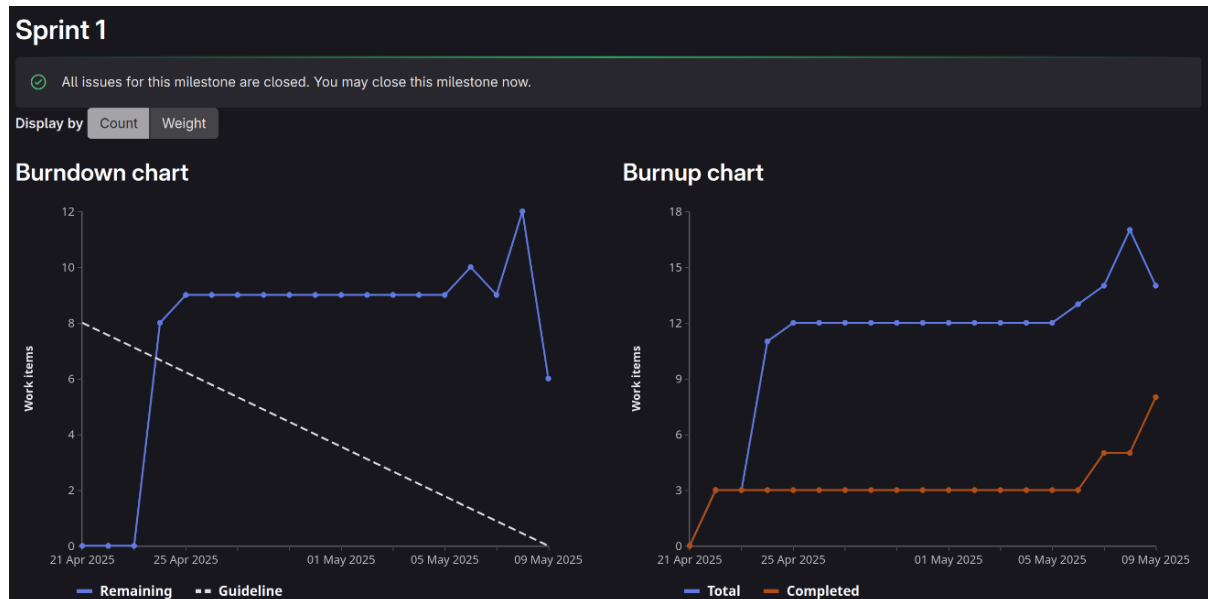 Sprint 1
All issues for this milestone are closed. You may close this milestone now.
Display by Count Weight
Burndown chart
12
10
8
6
4
2
0
Work items
21 Apr 2025 25 Apr 2025 01 May 2025 05 May 2025 09 May 2025
Remaining Guideline
Burnup chart
18
15
12
9
6
3
0
Work items
21 Apr 2025 25 Apr 2025 01 May 2025 05 May 2025 09 May 2025
Total Completed